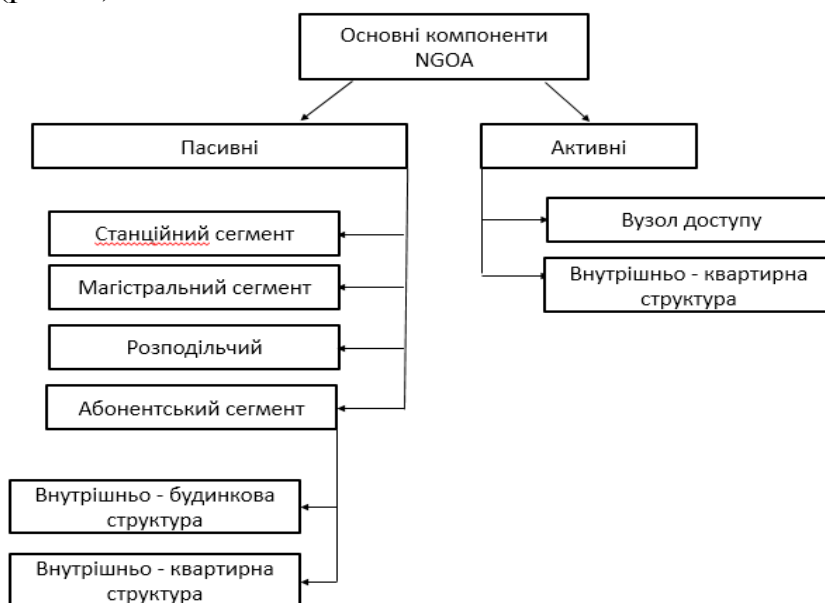 Основні компоненти
NGOA
Пасивні
Активні
Станційний сегмент
Магістральний сегмент
Розподільчий
Абонентський сегмент
Внутрішньо - будинкова
структура
Внутрішньо - квартирна
структура
Вузол доступу
Внутрішньо - квартирна
структура